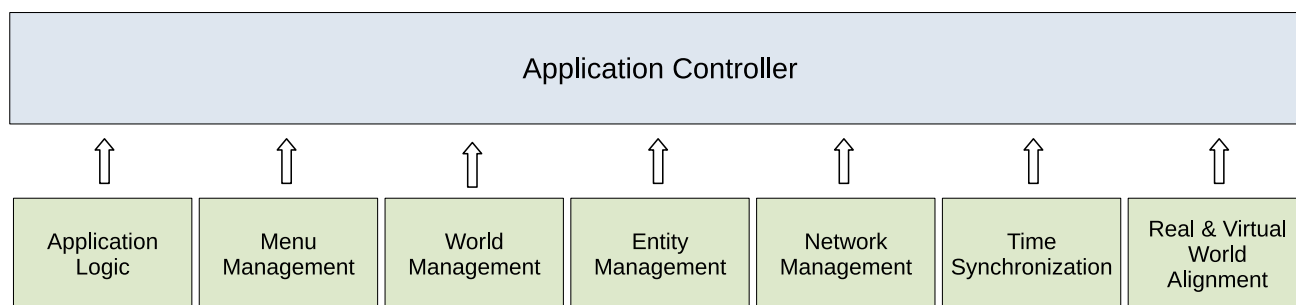 Application Controller
Application
Logic
Menu
Management
World
Management
Entity
Management
Network
Management
Time
Synchronization
Real & Virtual
World
Alignment